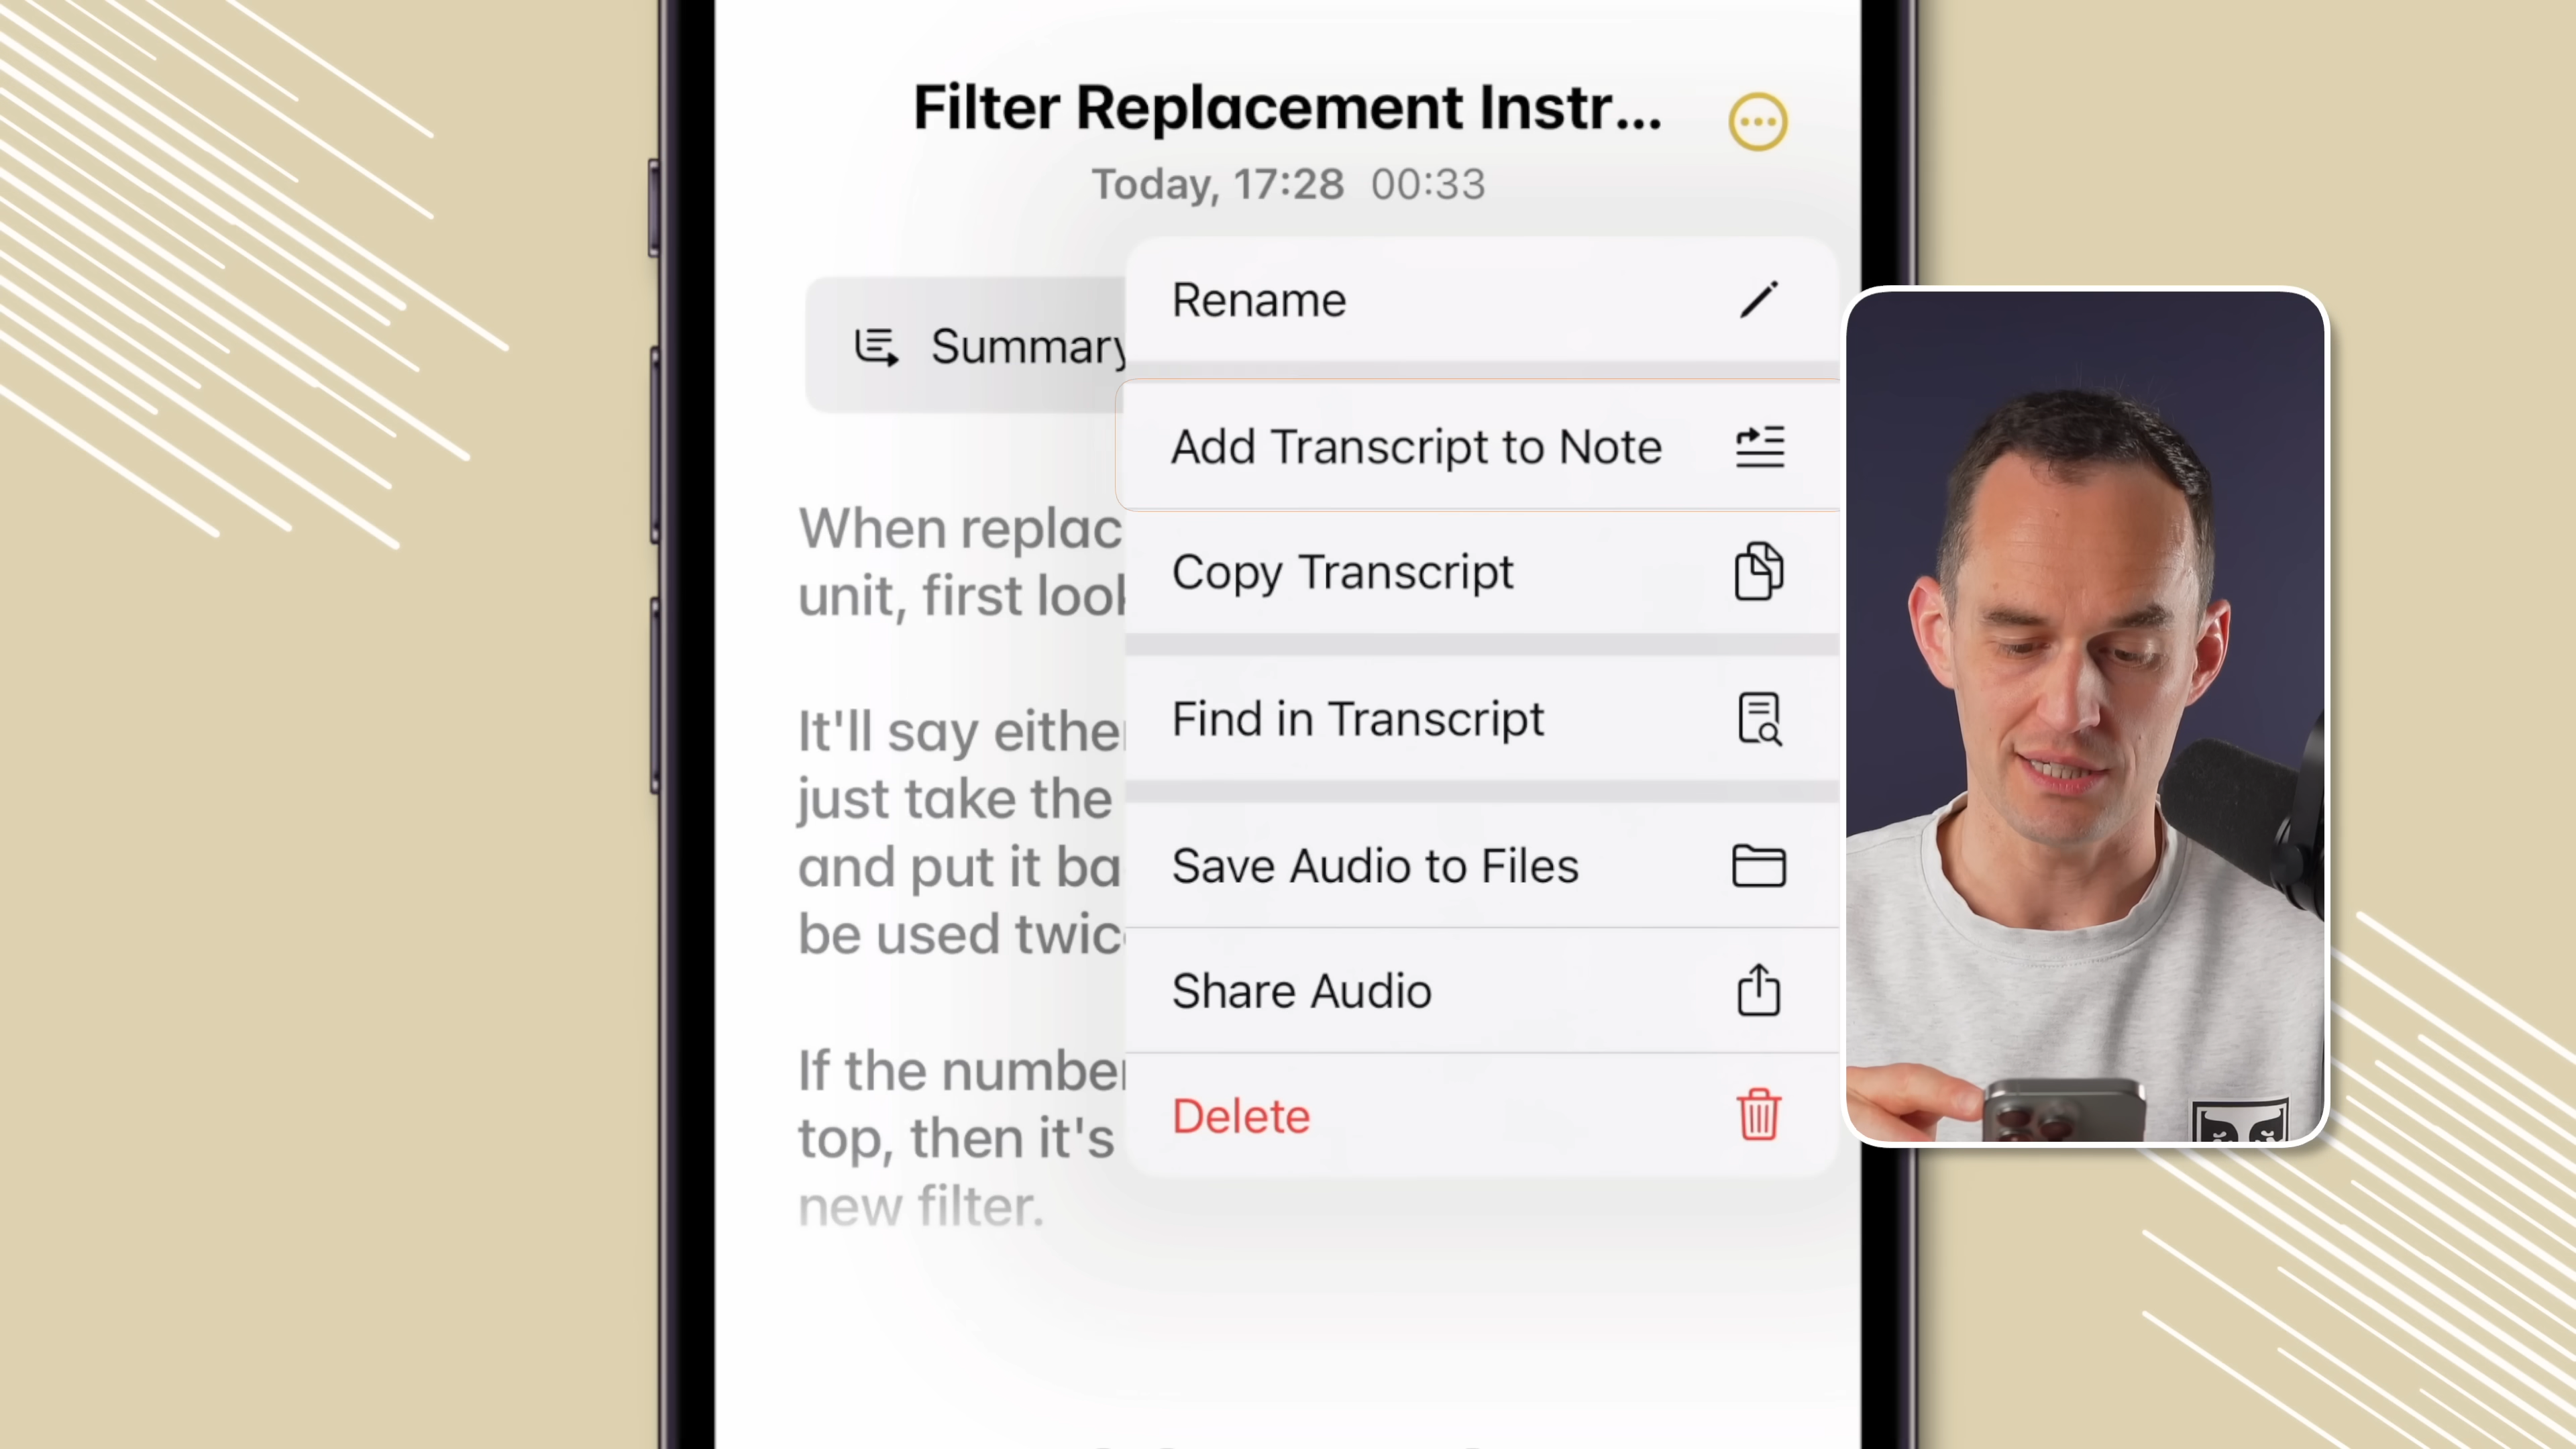 Filter Replacement Instr...
Today, 17:28 00:33
Summary
Rename
Add Transcript to Note
Copy Transcript
Find in Transcript
Save Audio to Files
Share Audio
Delete
When replac
unit, first look
It'll say either
just take the
and put it ba
be used twice
If the number
top, then it's
new filter.